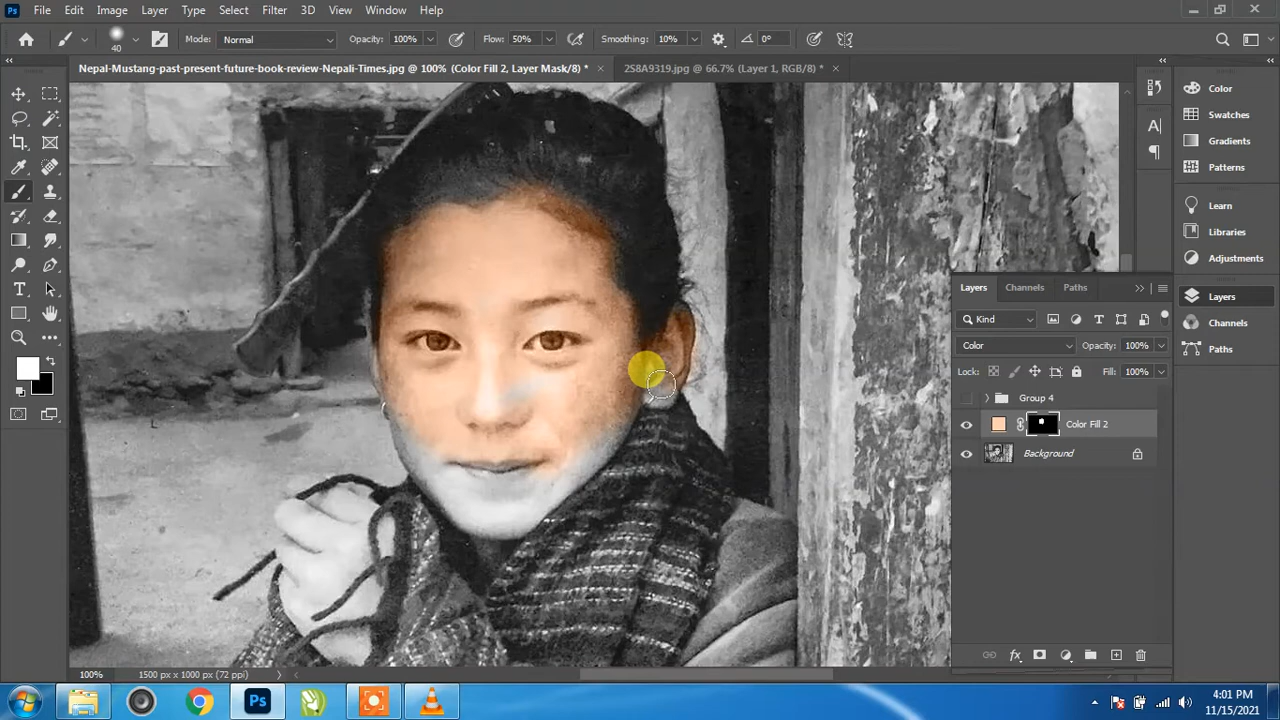 Ps File Edit Image Layer Type Select Filter 3D View Window Help
40 Mode: Normal Opacity: 100% Flow: 50% Smoothing: 10% 0°
Nepal-Mustang-past-present-future-book-review-Nepali-Times.jpg @ 100% (Color Fill 2, Layer Mask/8) * × 2S8A9319.jpg @ 66.7% (Layer 1, RGB/8) * ×
Color
Swatches
Gradients
Patterns
Learn
Libraries
Adjustments
Layers
Channels
Paths
Layers Channels Paths
Kind
Color Opacity: 100%
Lock: Fill: 100%
Group 4
Color Fill 2
Background
fx
100% 1500 px x 1000 px (72 ppi)
Ps
4:01 PM
11/15/2021